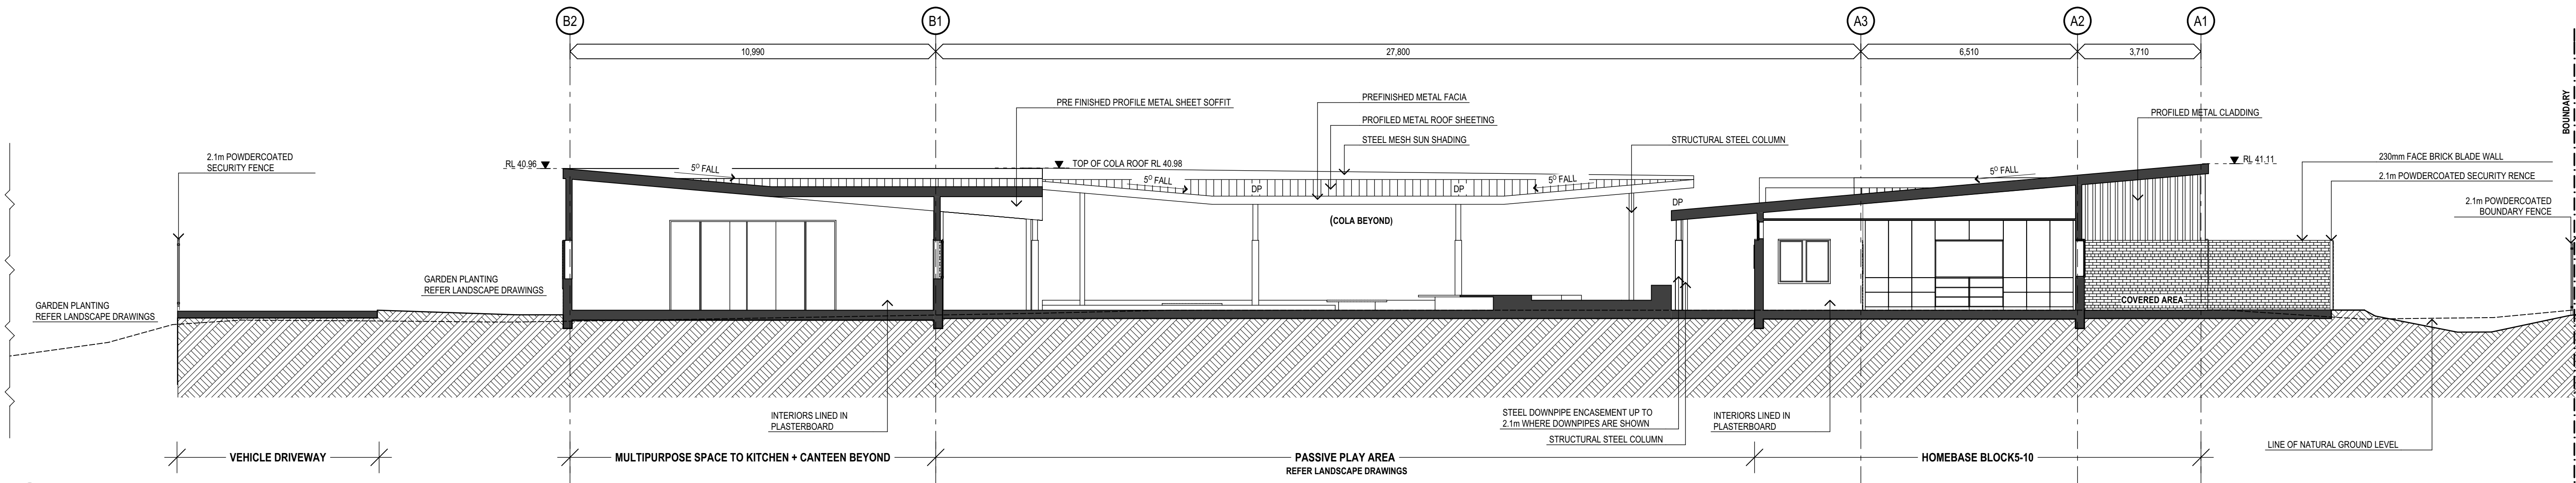 B2
B1
A3
A2
A1
10,990
27,800
6,510
3,710
BOUNDARY
PRE FINISHED PROFILE METAL SHEET SOFFIT
PREFINISHED METAL FACIA
PROFILED METAL ROOF SHEETING
STEEL MESH SUN SHADING
STRUCTURAL STEEL COLUMN
PROFILED METAL CLADDING
2.1m POWDERCOATED
SECURITY FENCE
RL 40.96
5⁰ FALL
TOP OF COLA ROOF RL 40.98
5⁰ FALL
DP
DP
5⁰ FALL
DP
5⁰ FALL
RL 41.11
230mm FACE BRICK BLADE WALL
2.1m POWDERCOATED SECURITY RENCE
2.1m POWDERCOATED
BOUNDARY FENCE
(COLA BEYOND)
GARDEN PLANTING
REFER LANDSCAPE DRAWINGS
GARDEN PLANTING
REFER LANDSCAPE DRAWINGS
COVERED AREA
INTERIORS LINED IN
PLASTERBOARD
STEEL DOWNPIPE ENCASEMENT UP TO
2.1m WHERE DOWNPIPES ARE SHOWN
STRUCTURAL STEEL COLUMN
INTERIORS LINED IN
PLASTERBOARD
LINE OF NATURAL GROUND LEVEL
VEHICLE DRIVEWAY
MULTIPURPOSE SPACE TO KITCHEN + CANTEEN BEYOND
PASSIVE PLAY AREA
REFER LANDSCAPE DRAWINGS
HOMEBASE BLOCK5-10